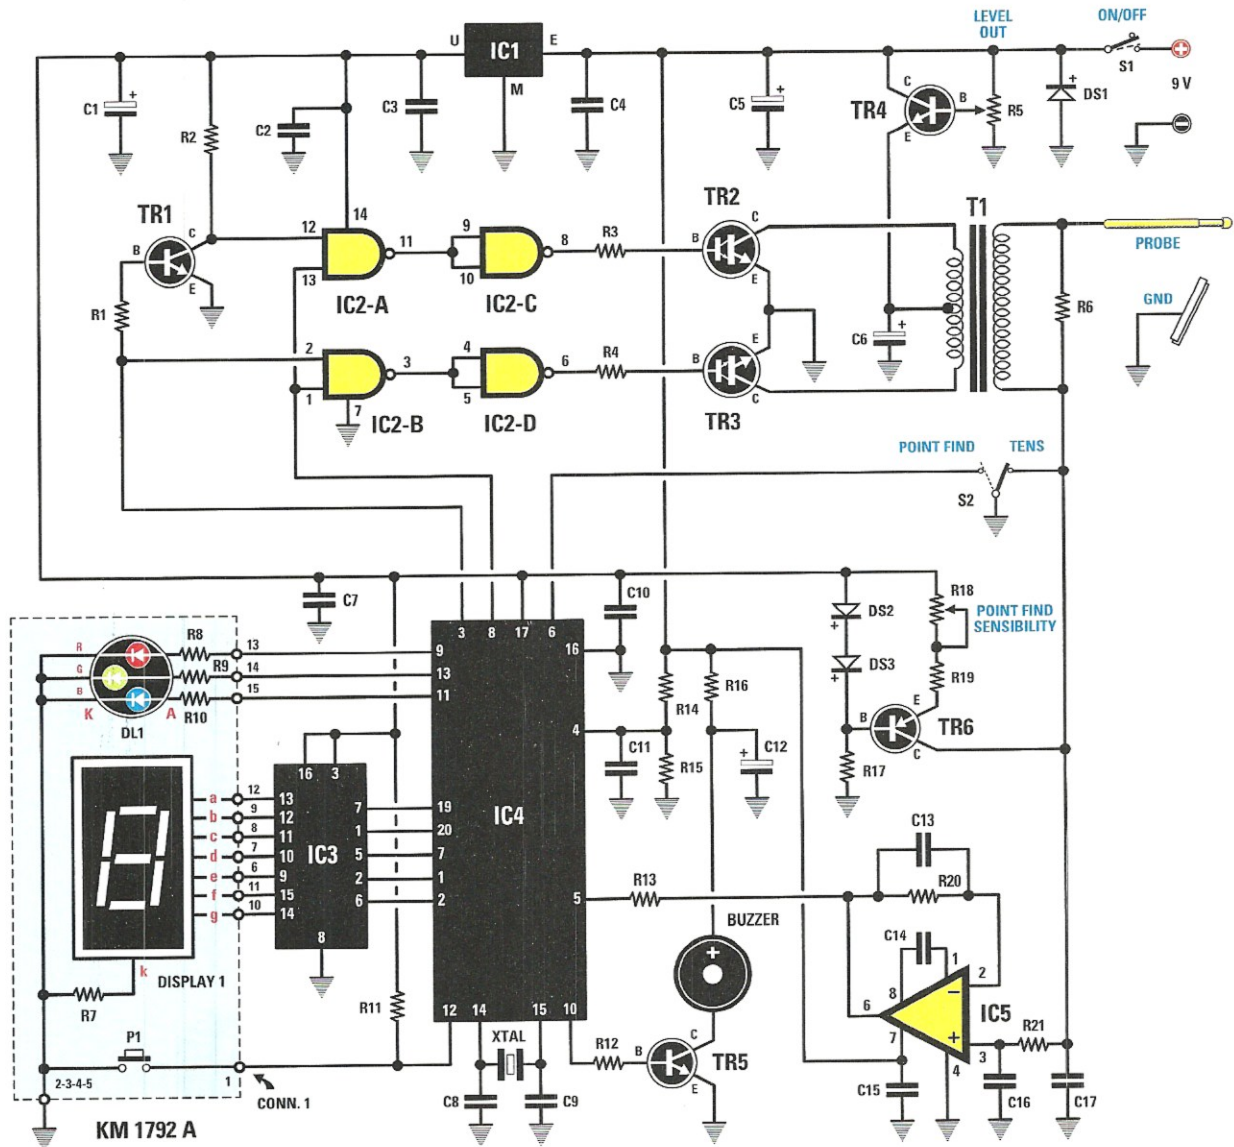 LEVEL OUT
ON/OFF
U
IC1
E
M
S1
9 V
C1
+
R2
C2
C3
C4
C5
+
TR4
C
B
E
R5
+
DS1
TR1
B
C
E
12
14
13
11
IC2-A
9
10
8
IC2-C
R3
TR2
B
C
E
T1
PROBE
R1
2
1
3
7
IC2-B
4
5
6
IC2-D
R4
B
E
C
TR3
C6
+
R6
GND
POINT FIND
TENS
S2
C7
C10
DS2
+
DS3
+
R18
POINT FIND SENSIBILITY
R19
R
G
B
K
A
DL1
R8
R9
R10
13
14
15
3
8
17
6
9
13
11
16
4
R14
R16
C11
R15
C12
+
B
E
C
TR6
R17
16
3
a
b
c
d
e
f
g
12
9
8
7
6
11
10
13
12
11
10
9
15
14
IC3
7
1
5
2
6
8
19
20
7
1
2
IC4
5
R13
C13
R20
C14
BUZZER
+
k
DISPLAY 1
R7
R11
12
14
15
10
XTAL
R12
B
C
E
TR5
1
2
8
6
7
IC5
3
4
R21
P1
2-3-4-5
1
CONN. 1
C8
C9
C15
C16
C17
KM 1792 A